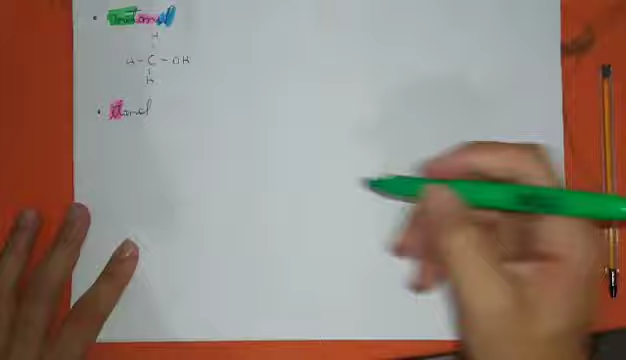 • Metanol
H
H - C - OH
H
• Etanol